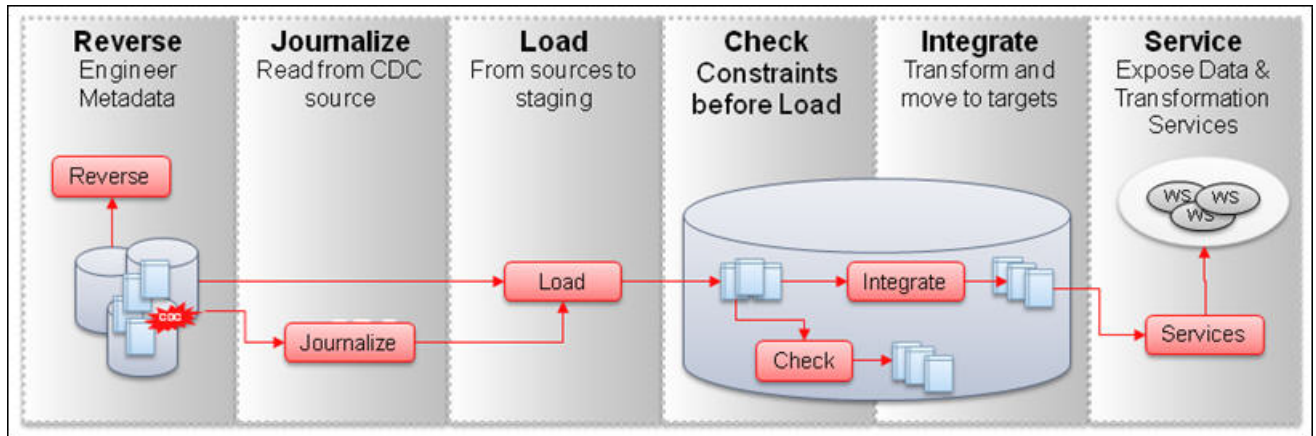 Reverse
Engineer
Metadata
Journalize
Read from CDC
source
Load
From sources to
staging
Check
Constraints
before Load
Integrate
Transform and
move to targets
Service
Expose Data &
Transformation
Services
Reverse
CDC
Journalize
Load
Integrate
Check
WS
WS
WS
Services